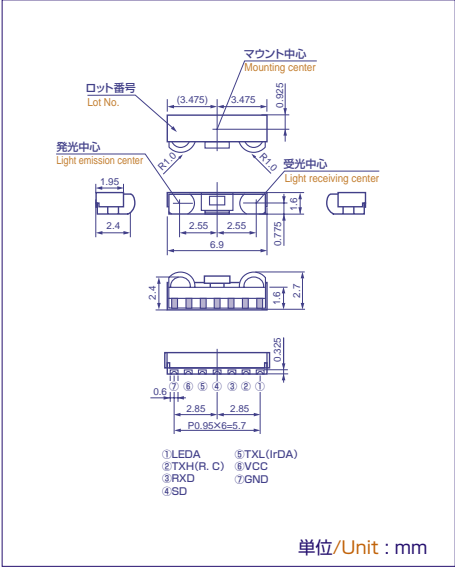 マウント中心
Mounting center
ロット番号
Lot No.
(3.475)
3.475
0.925
R1.0
R1.0
発光中心
Light emission center
受光中心
Light receiving center
1.95
2.4
2.55
2.55
6.9
1.6
0.775
2.4
1.6
2.7
0.325
⑦ ⑥ ⑤ ④ ③ ② ①
0.6
2.85
2.85
P0.95×6=5.7
①LEDA
②TXH(R. C)
③RXD
④SD
⑤TXL(IrDA)
⑥VCC
⑦GND
単位/Unit : mm